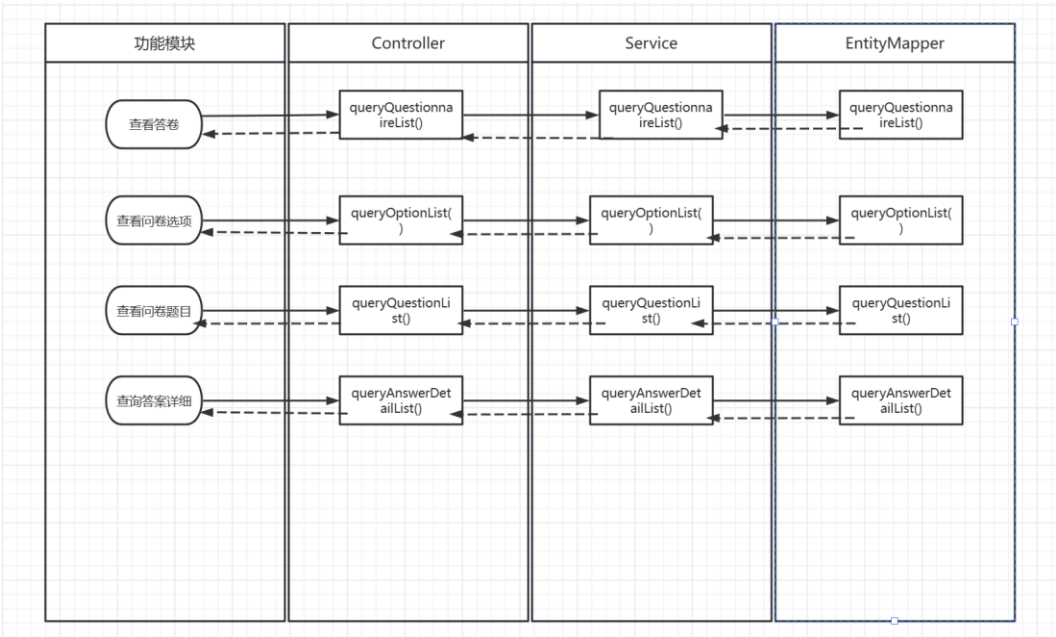 功能模块
Controller
Service
EntityMapper
查看答卷
queryQuestionna
ireList()
queryQuestionna
ireList()
queryQuestionna
ireList()
查看问卷选项
queryOptionList(
)
queryOptionList(
)
queryOptionList(
)
查看问卷题目
queryQuestionLi
st()
queryQuestionLi
st()
queryQuestionLi
st()
查询答案详细
queryAnswerDet
ailList()
queryAnswerDet
ailList()
queryAnswerDet
ailList()